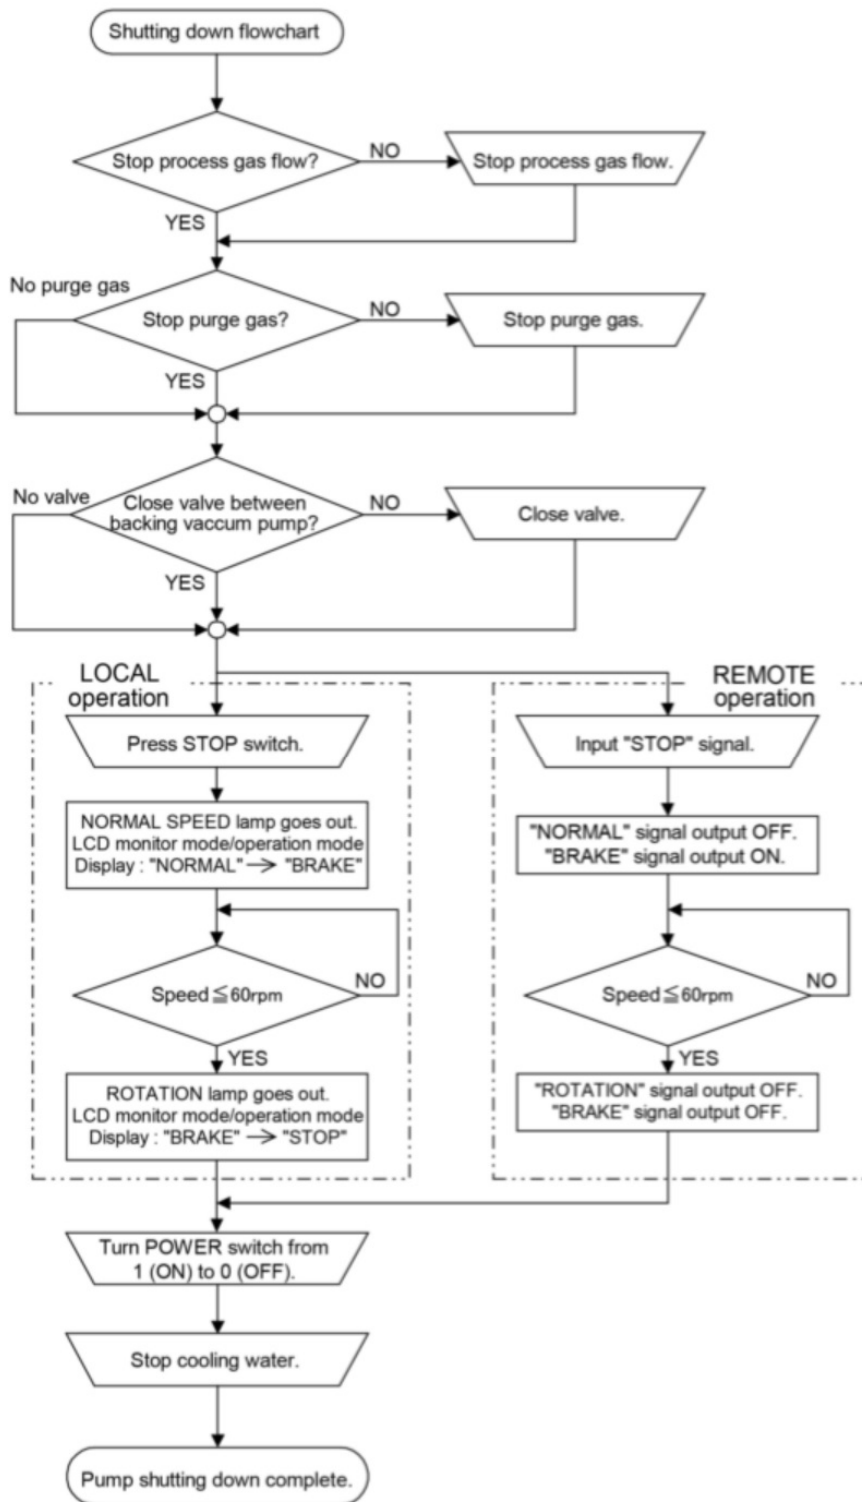 Shutting down flowchart
Stop process gas flow?
NO
Stop process gas flow.
YES
No purge gas
Stop purge gas?
NO
Stop purge gas.
YES
No valve
Close valve between
backing vaccum pump?
NO
Close valve.
YES
LOCAL
operation
Press STOP switch.
NORMAL SPEED lamp goes out.
LCD monitor mode/operation mode
Display : "NORMAL" → "BRAKE"
Speed≦60rpm
NO
YES
ROTATION lamp goes out.
LCD monitor mode/operation mode
Display : "BRAKE" → "STOP"
REMOTE
operation
Input "STOP" signal.
"NORMAL" signal output OFF.
"BRAKE" signal output ON.
Speed≦60rpm
NO
YES
"ROTATION" signal output OFF.
"BRAKE" signal output OFF.
Turn POWER switch from
1 (ON) to 0 (OFF).
Stop cooling water.
Pump shutting down complete.